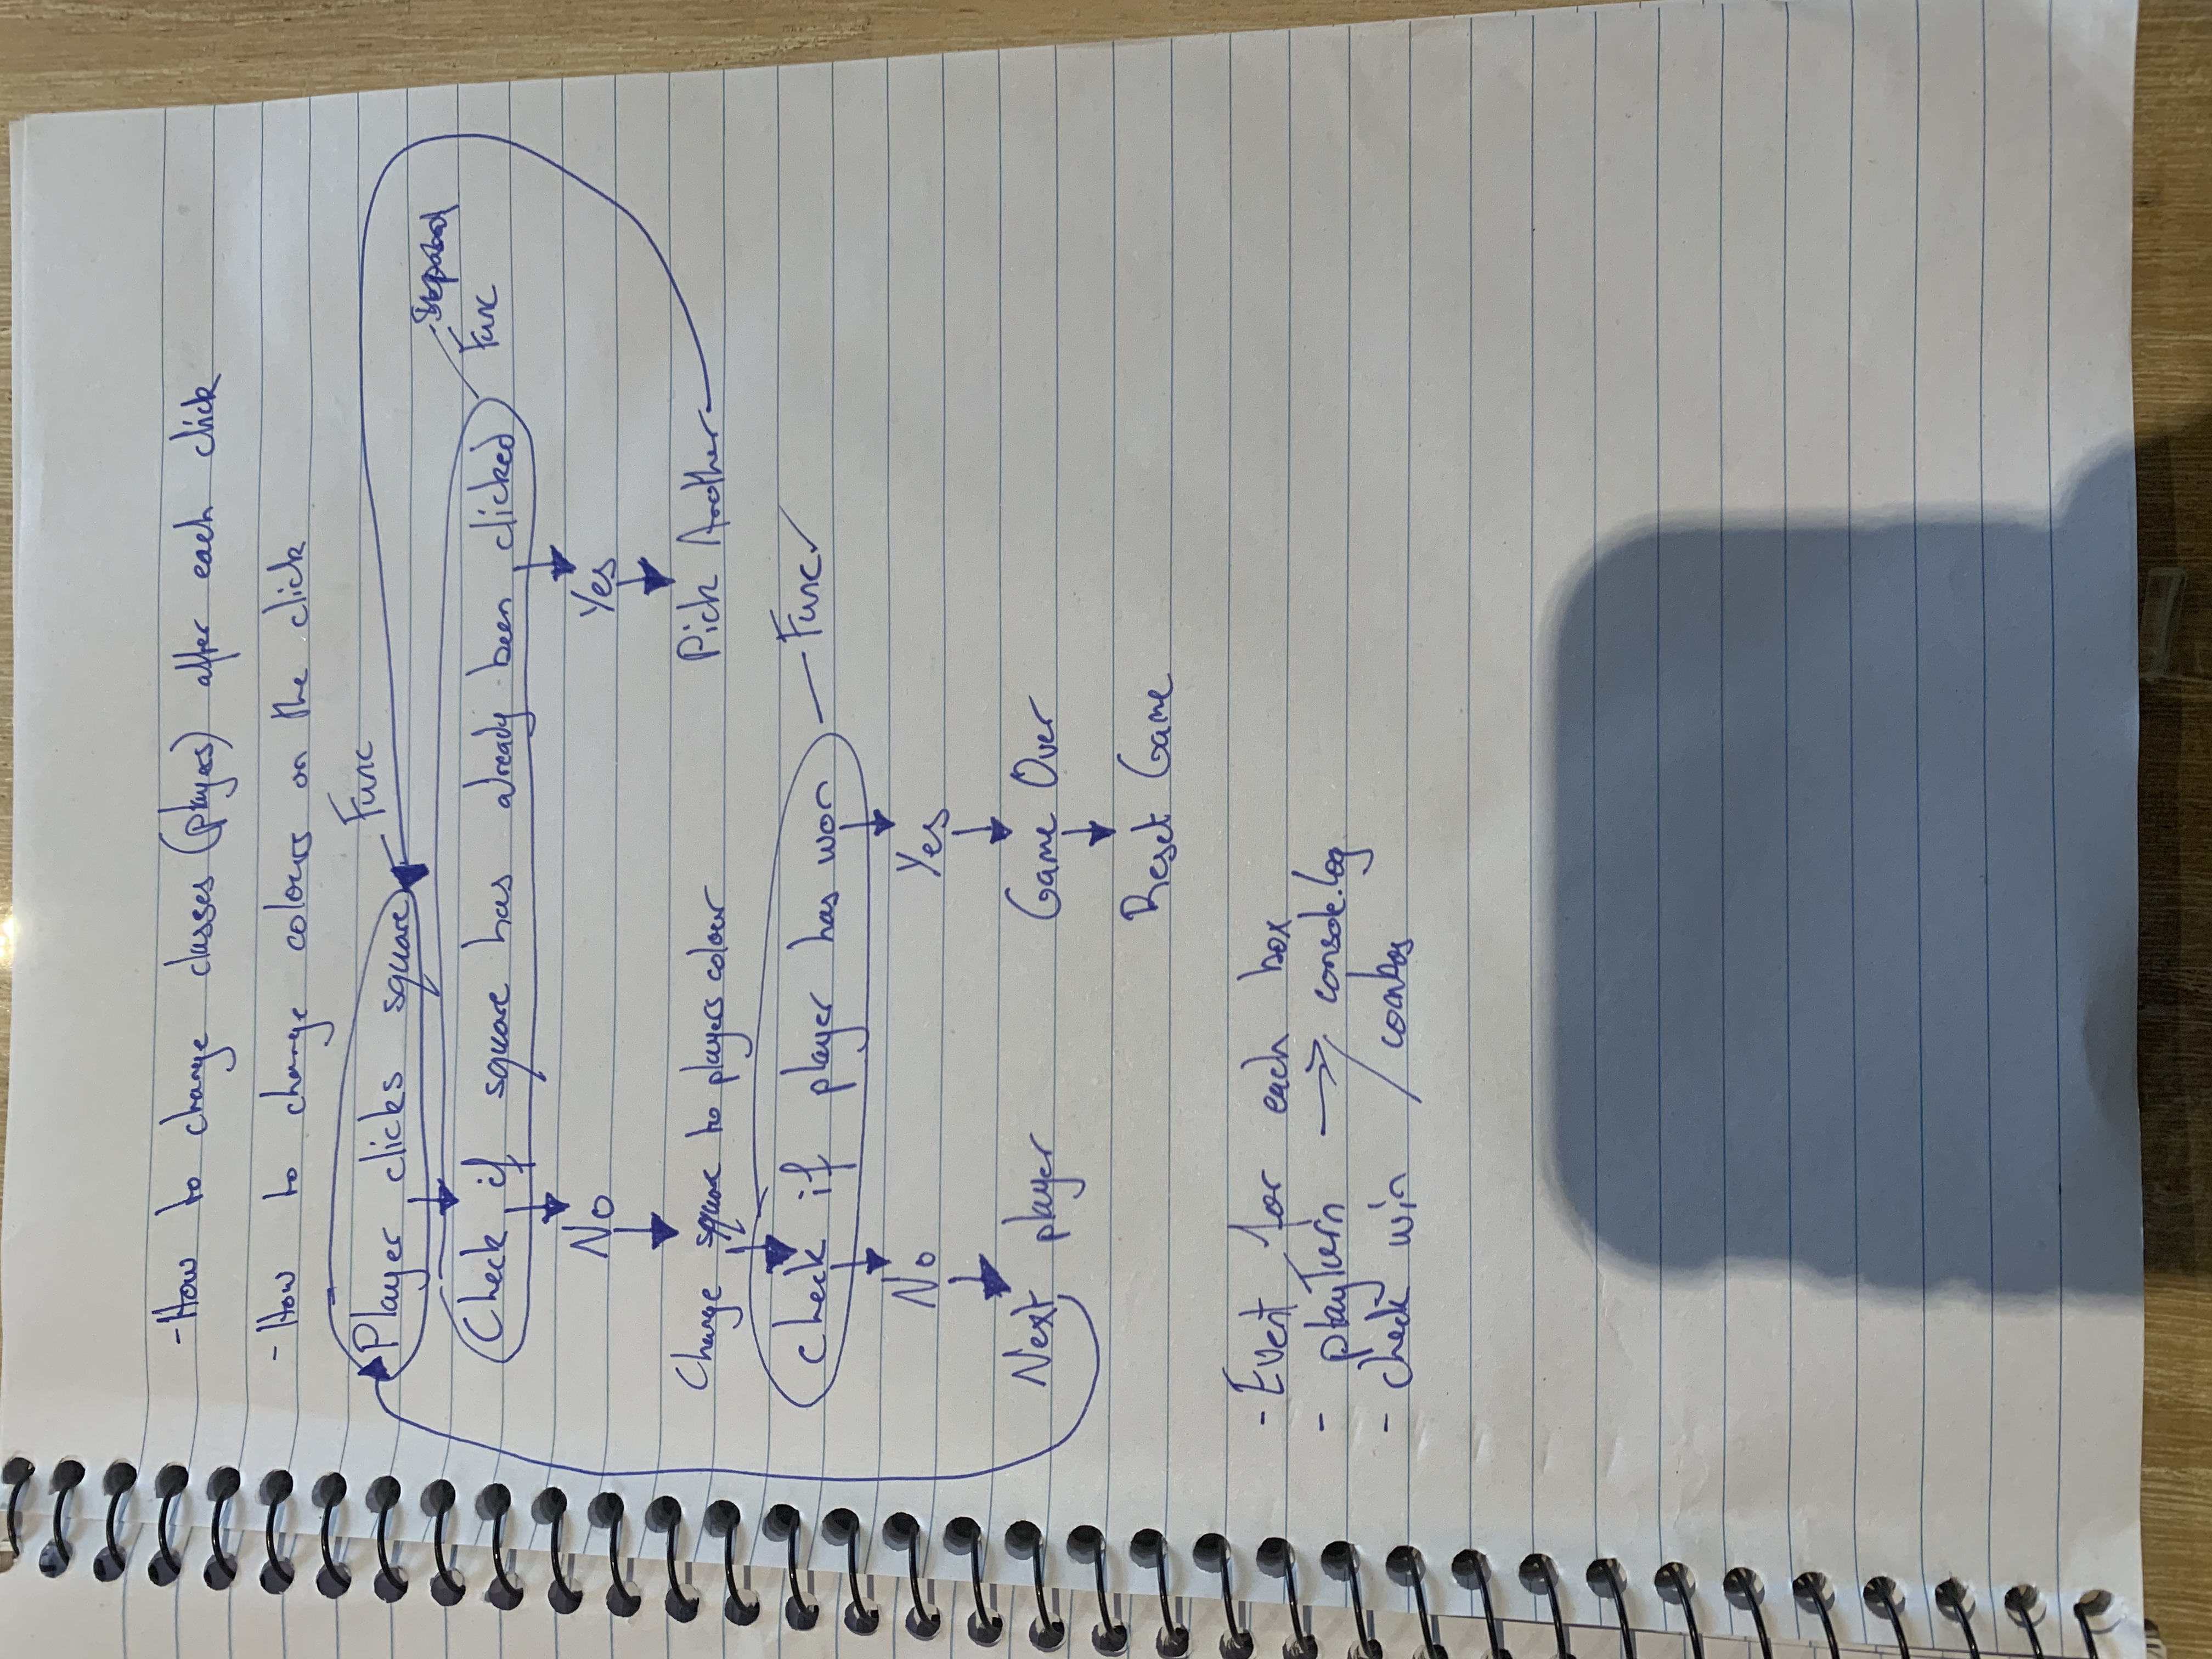 - How to change classes (players) after each click
- How to change colours on the click
Player clicks square
Func
Check if square has already been clicked
Func
No
Yes
Change square to players colour
Pick Another
check if player has won
Func
No
Yes
Next player
Game Over
Reset Game
- Event for each box
- playTurn → console.log
- check win / combos